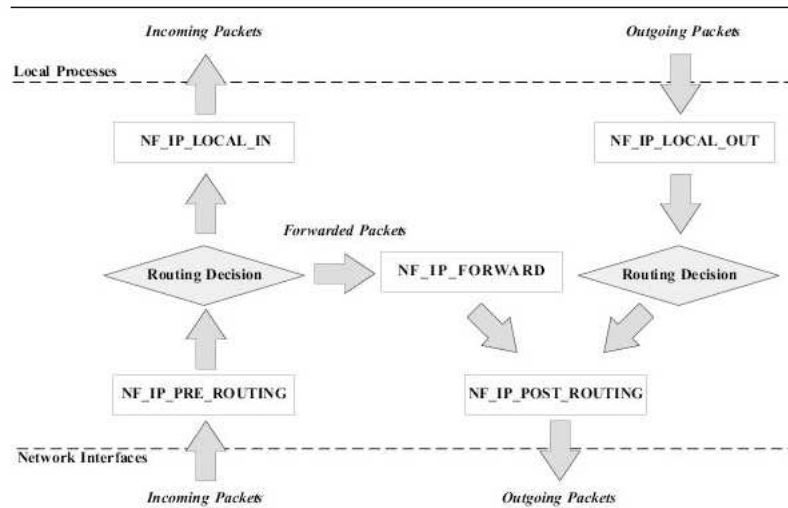 Incoming Packets
Outgoing Packets
Local Processes
NF_IP_LOCAL_IN
NF_IP_LOCAL_OUT
Forwarded Packets
Routing Decision
NF_IP_FORWARD
Routing Decision
NF_IP_PRE_ROUTING
NF_IP_POST_ROUTING
Network Interfaces
Incoming Packets
Outgoing Packets